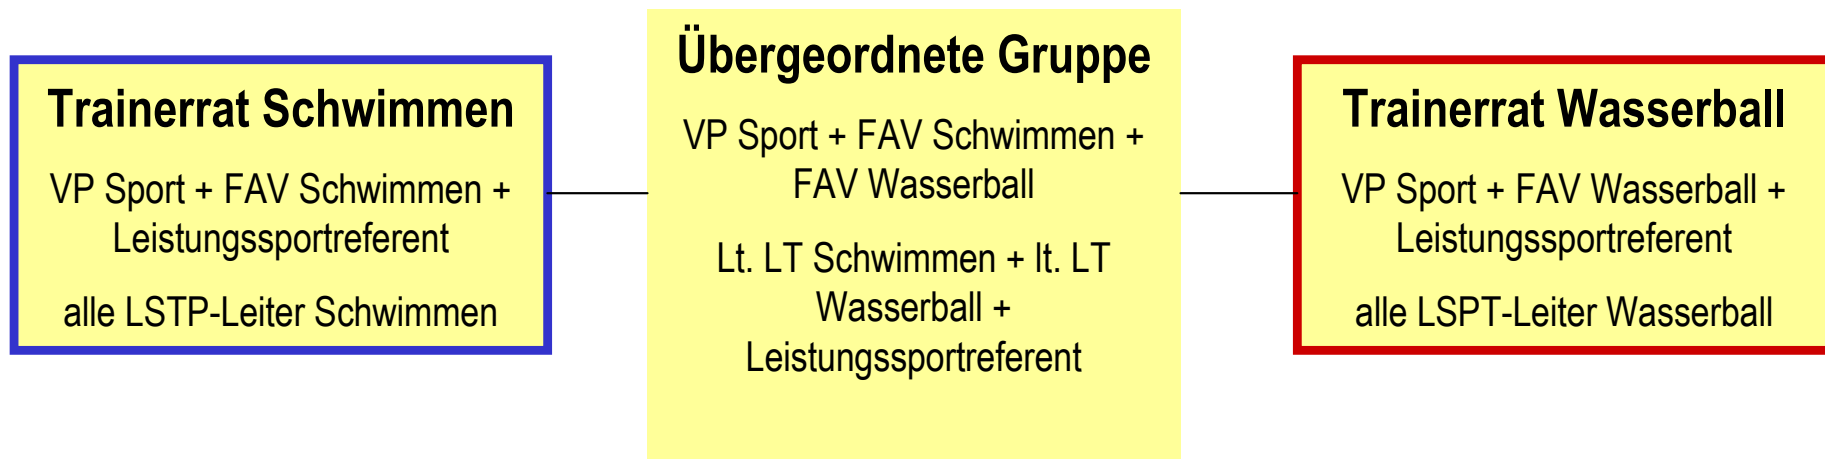 Trainerrat Schwimmen
VP Sport + FAV Schwimmen +
Leistungssportreferent
alle LSTP-Leiter Schwimmen
Übergeordnete Gruppe
VP Sport + FAV Schwimmen +
FAV Wasserball
Lt. LT Schwimmen + lt. LT
Wasserball +
Leistungssportreferent
Trainerrat Wasserball
VP Sport + FAV Wasserball +
Leistungssportreferent
alle LSPT-Leiter Wasserball